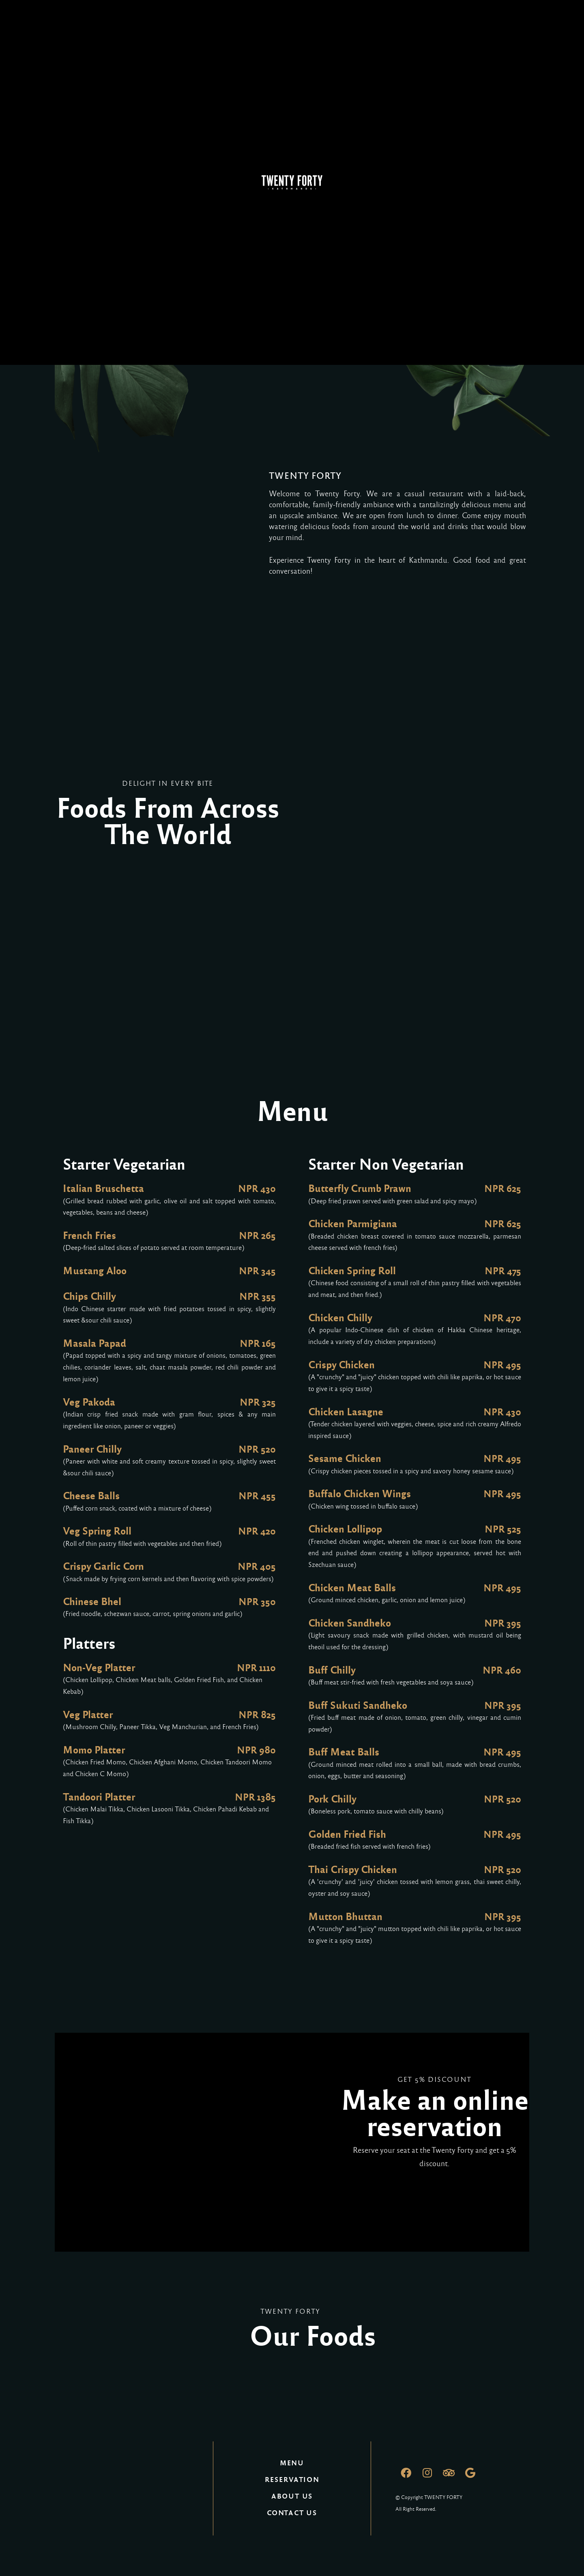 TWENTY FORTY
TWENTY FORTY
Welcome to Twenty Forty. We are a casual restaurant with a laid-back,
comfortable, family-friendly ambiance with a tantalizingly delicious menu and
an upscale ambiance. We are open from lunch to dinner. Come enjoy mouth
watering delicious foods from around the world and drinks that would blow
your mind.
Experience Twenty Forty in the heart of Kathmandu. Good food and great
conversation!
DELIGHT IN EVERY BITE
Foods From Across
The World
Menu
Starter Vegetarian
Italian Bruschetta NPR 430
(Grilled bread rubbed with garlic, olive oil and salt topped with tomato,
vegetables, beans and cheese)
French Fries NPR 265
(Deep-fried salted slices of potato served at room temperature)
Mustang Aloo NPR 345
Chips Chilly NPR 355
(Indo Chinese starter made with fried potatoes tossed in spicy, slightly
sweet &sour chili sauce)
Masala Papad NPR 165
(Papad topped with a spicy and tangy mixture of onions, tomatoes, green
chilies, coriander leaves, salt, chaat masala powder, red chili powder and
lemon juice)
Veg Pakoda NPR 325
(Indian crisp fried snack made with gram flour, spices & any main
ingredient like onion, paneer or veggies)
Paneer Chilly NPR 520
(Paneer with white and soft creamy texture tossed in spicy, slightly sweet
&sour chili sauce)
Cheese Balls NPR 455
(Puffed corn snack, coated with a mixture of cheese)
Veg Spring Roll NPR 420
(Roll of thin pastry filled with vegetables and then fried)
Crispy Garlic Corn NPR 405
(Snack made by frying corn kernels and then flavoring with spice powders)
Chinese Bhel NPR 350
(Fried noodle, schezwan sauce, carrot, spring onions and garlic)
Platters
Non-Veg Platter NPR 1110
(Chicken Lollipop, Chicken Meat balls, Golden Fried Fish, and Chicken
Kebab)
Veg Platter NPR 825
(Mushroom Chilly, Paneer Tikka, Veg Manchurian, and French Fries)
Momo Platter NPR 980
(Chicken Fried Momo, Chicken Afghani Momo, Chicken Tandoori Momo
and Chicken C Momo)
Tandoori Platter NPR 1385
(Chicken Malai Tikka, Chicken Lasooni Tikka, Chicken Pahadi Kebab and
Fish Tikka)
Starter Non Vegetarian
Butterfly Crumb Prawn NPR 625
(Deep fried prawn served with green salad and spicy mayo)
Chicken Parmigiana NPR 625
(Breaded chicken breast covered in tomato sauce mozzarella, parmesan
cheese served with french fries)
Chicken Spring Roll NPR 475
(Chinese food consisting of a small roll of thin pastry filled with vegetables
and meat, and then fried.)
Chicken Chilly NPR 470
(A popular Indo-Chinese dish of chicken of Hakka Chinese heritage,
include a variety of dry chicken preparations)
Crispy Chicken NPR 495
(A "crunchy" and "juicy" chicken topped with chili like paprika, or hot sauce
to give it a spicy taste)
Chicken Lasagne NPR 430
(Tender chicken layered with veggies, cheese, spice and rich creamy Alfredo
inspired sauce)
Sesame Chicken NPR 495
(Crispy chicken pieces tossed in a spicy and savory honey sesame sauce)
Buffalo Chicken Wings NPR 495
(Chicken wing tossed in buffalo sauce)
Chicken Lollipop NPR 525
(Frenched chicken winglet, wherein the meat is cut loose from the bone
end and pushed down creating a lollipop appearance, served hot with
Szechuan sauce)
Chicken Meat Balls NPR 495
(Ground minced chicken, garlic, onion and lemon juice)
Chicken Sandheko NPR 395
(Light savoury snack made with grilled chicken, with mustard oil being
theoil used for the dressing)
Buff Chilly NPR 460
(Buff meat stir-fried with fresh vegetables and soya sauce)
Buff Sukuti Sandheko NPR 395
(Fried buff meat made of onion, tomato, green chilly, vinegar and cumin
powder)
Buff Meat Balls NPR 495
(Ground minced meat rolled into a small ball, made with bread crumbs,
onion, eggs, butter and seasoning)
Pork Chilly NPR 520
(Boneless pork, tomato sauce with chilly beans)
Golden Fried Fish NPR 495
(Breaded fried fish served with french fries)
Thai Crispy Chicken NPR 520
(A 'crunchy' and 'juicy' chicken tossed with lemon grass, thai sweet chilly,
oyster and soy sauce)
Mutton Bhuttan NPR 395
(A "crunchy" and "juicy" mutton topped with chili like paprika, or hot sauce
to give it a spicy taste)
GET 5% DISCOUNT
Make an online
reservation
Reserve your seat at the Twenty Forty and get a 5%
discount.
TWENTY FORTY
Our Foods
MENU
RESERVATION
ABOUT US
CONTACT US
© Copyright TWENTY FORTY
All Right Reserved.